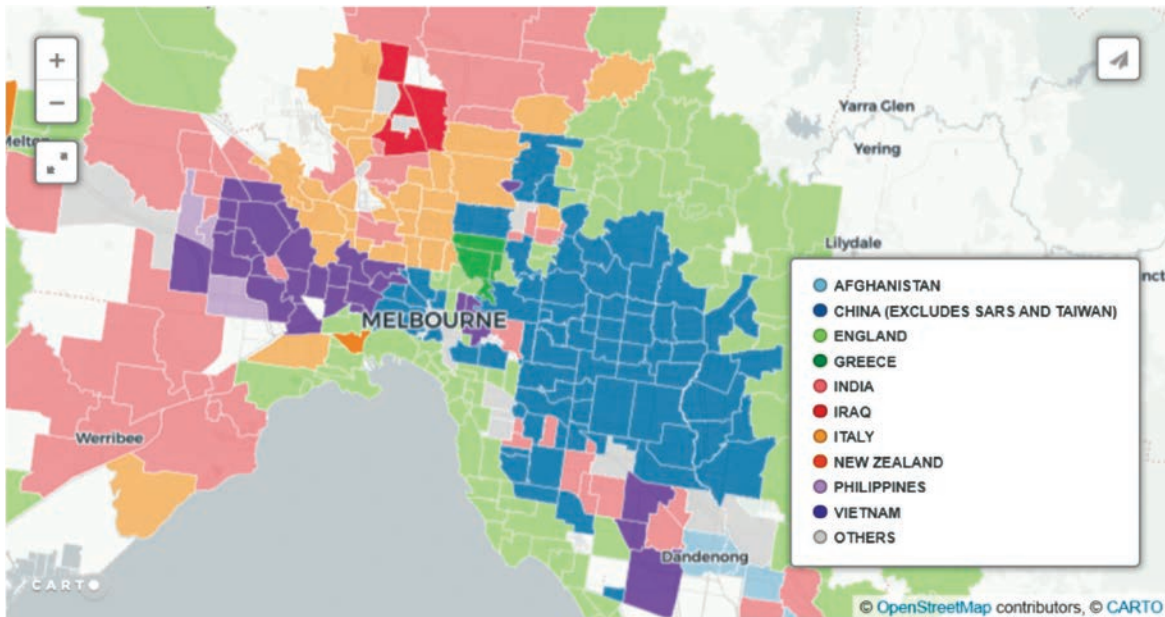 +
−
Yarra Glen
Yering
Melton
Lilydale
MELBOURNE
Werribee
Dandenong
AFGHANISTAN
CHINA (EXCLUDES SARS AND TAIWAN)
ENGLAND
GREECE
INDIA
IRAQ
ITALY
NEW ZEALAND
PHILIPPINES
VIETNAM
OTHERS
CARTO
© OpenStreetMap contributors, © CARTO